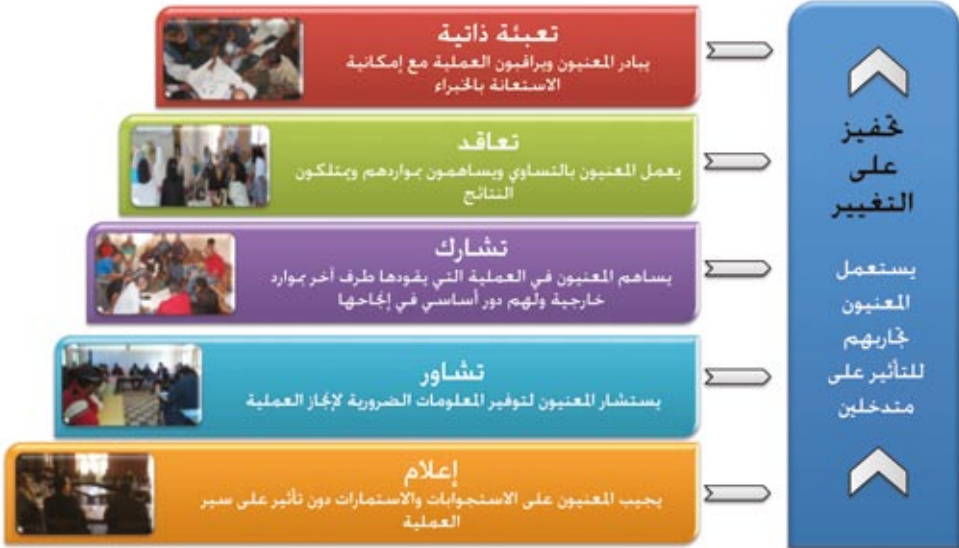 تعبئة ذاتية
يبادر المعنيون ويراقبون العملية مع إمكانية
الاستعانة بالخبراء
تعاقد
يعمل المعنيون بالتساوي ويساهمون بمواردهم ويمتلكون
النتائج
تشارك
يساهم المعنيون في العملية التي يقودها طرف آخر بموارد
خارجية ولهم دور أساسي في إنجاحها
تشاور
يستشار المعنيون لتوفير المعلومات الضرورية لإنجاز العملية
إعلام
يجيب المعنيون على الاستجوابات والاستمارات دون تأثير على سير
العملية
تحفيز
على
التغيير
يستعمل
المعنيون
تجاربهم
للتأثير على
متدخلين